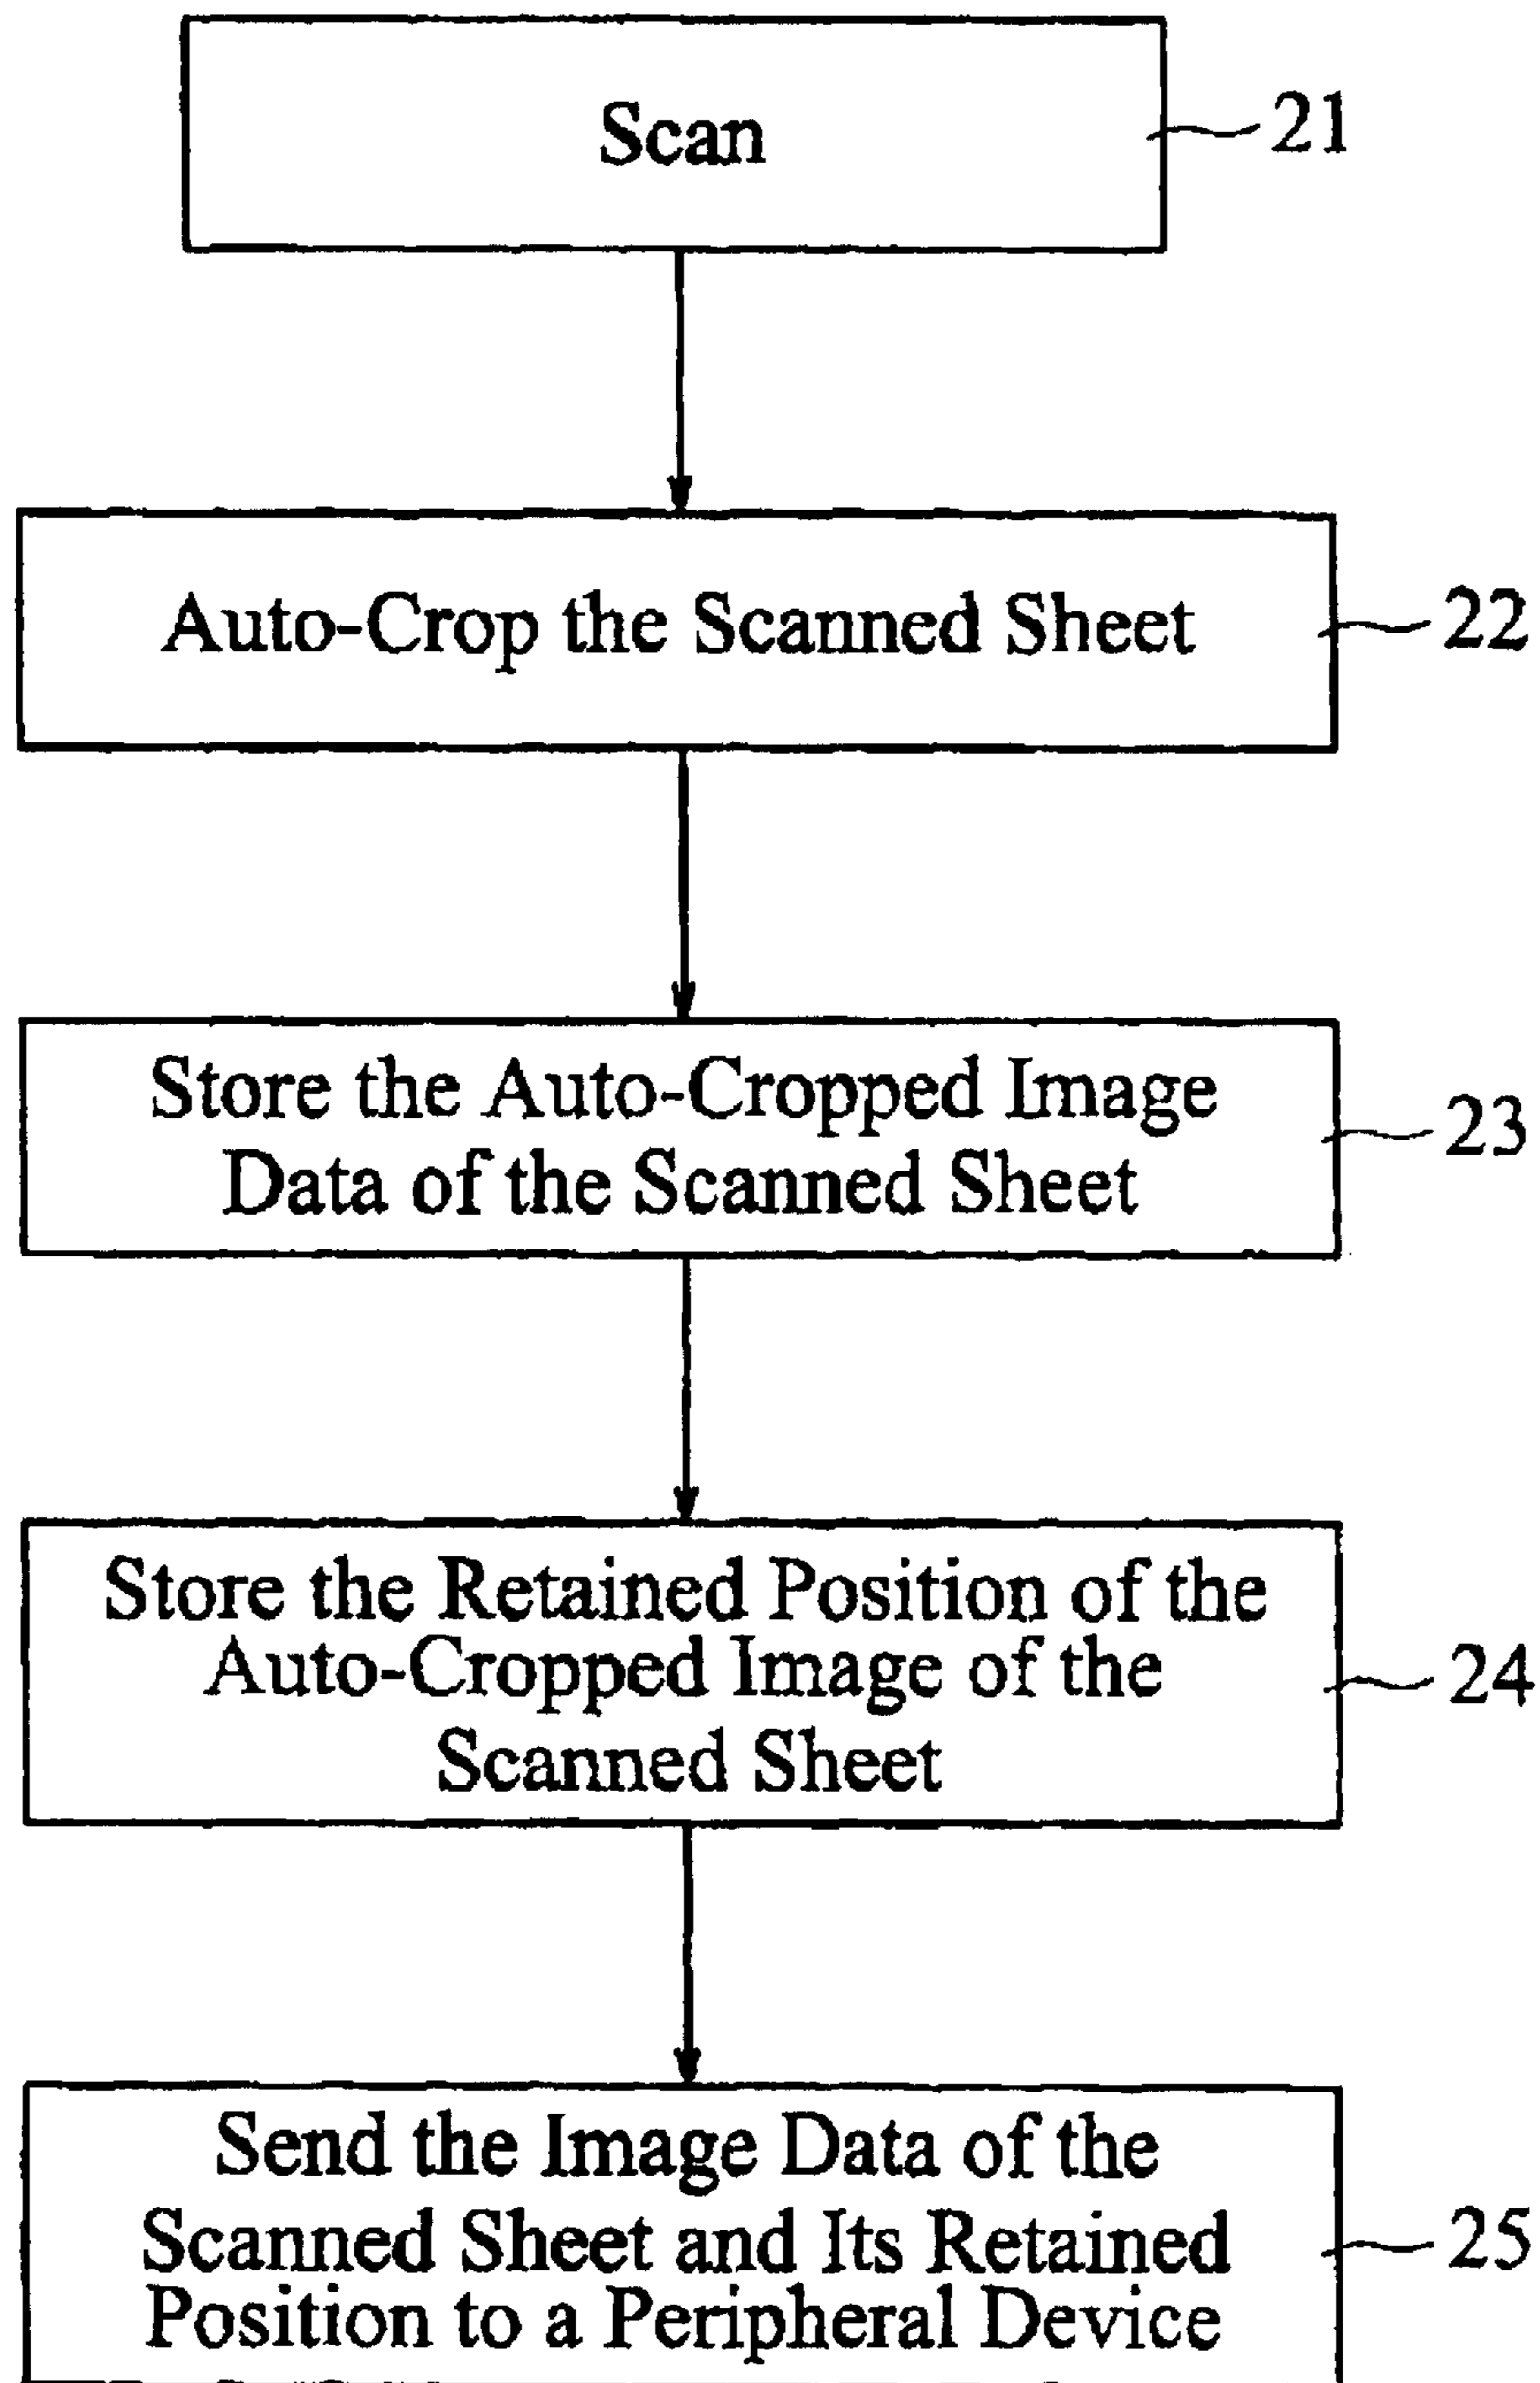 Scan
21
Auto-Crop the Scanned Sheet
22
Store the Auto-Cropped Image
Data of the Scanned Sheet
23
Store the Retained Position of the
Auto-Cropped Image of the
Scanned Sheet
24
Send the Image Data of the
Scanned Sheet and Its Retained
Position to a Peripheral Device
25